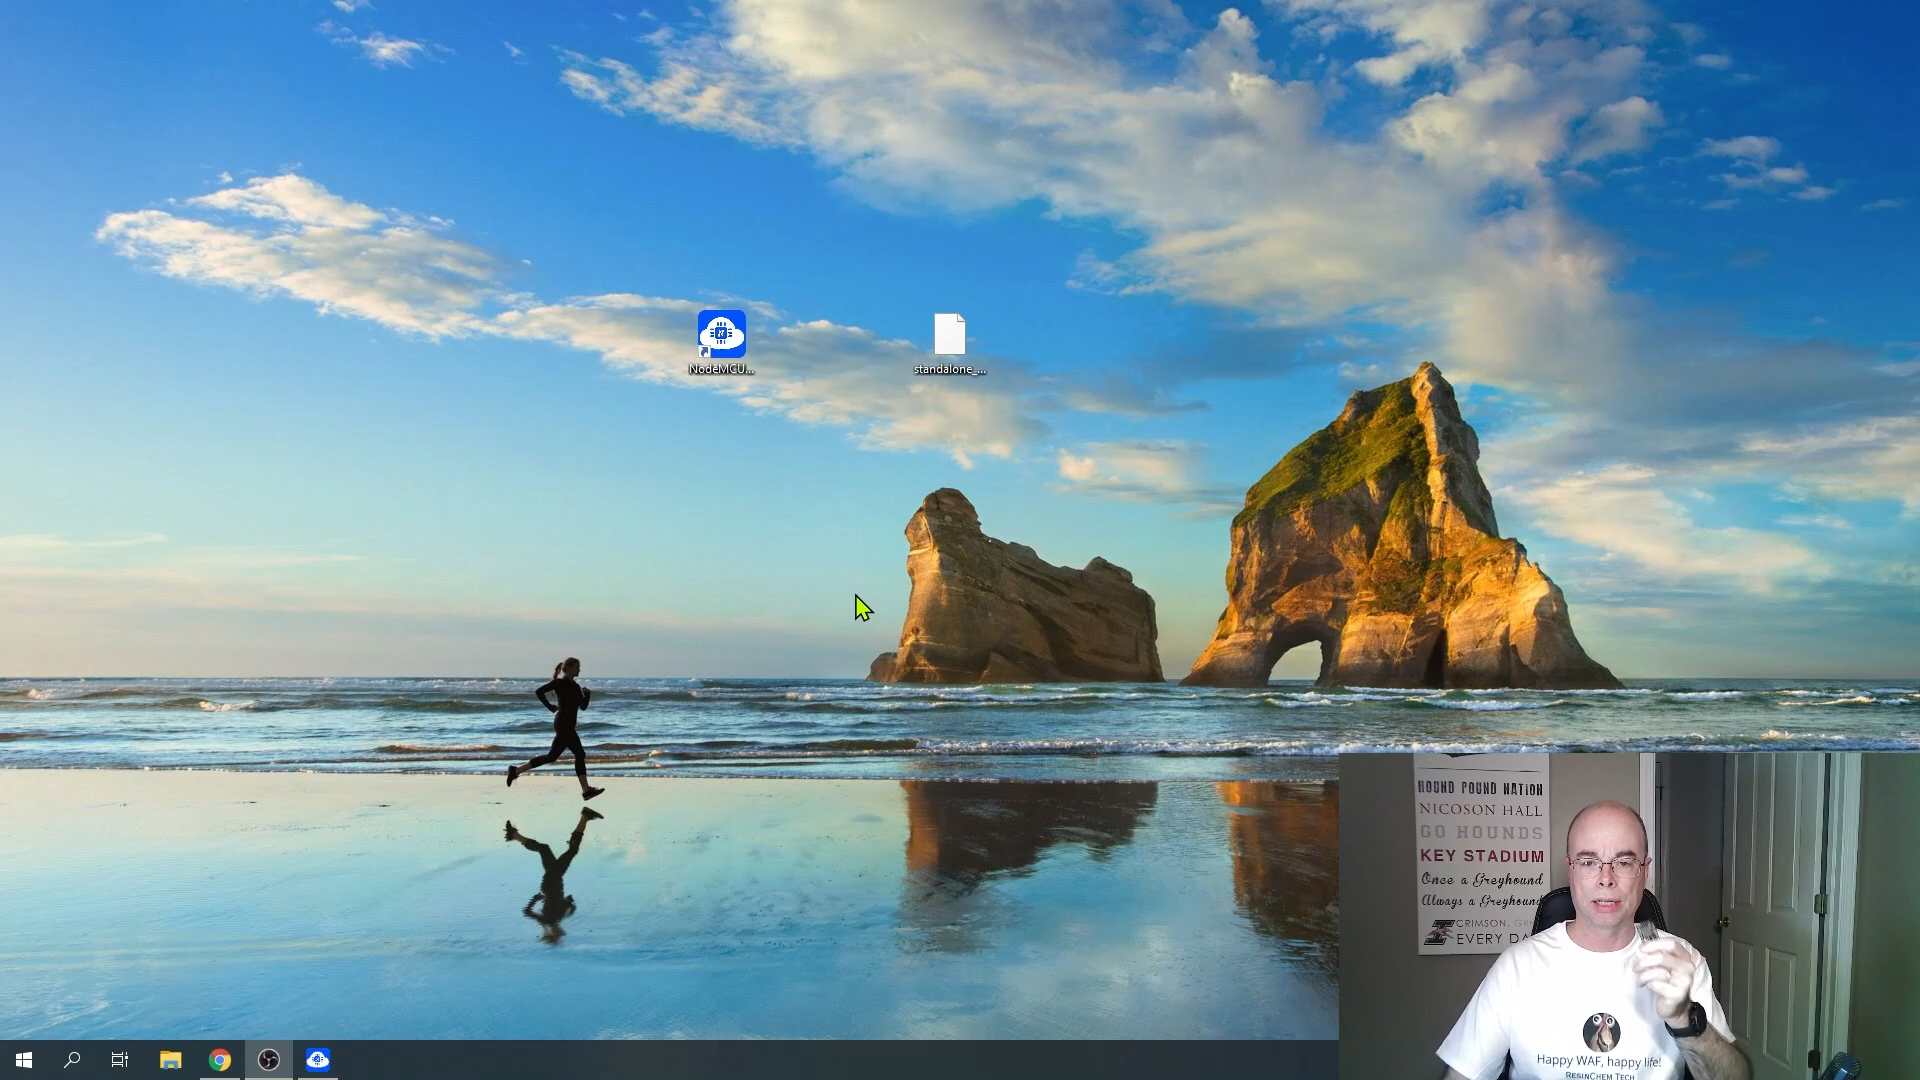 NodeMCU...
standalone_...
HOUND POUND NATION
NICOSON HALL
GO HOUNDS
KEY STADIUM
Once a Greyhound
Always a Greyhound
CRIMSON,
EVERY
Happy WAF, happy life!
RESINCHEM TECH